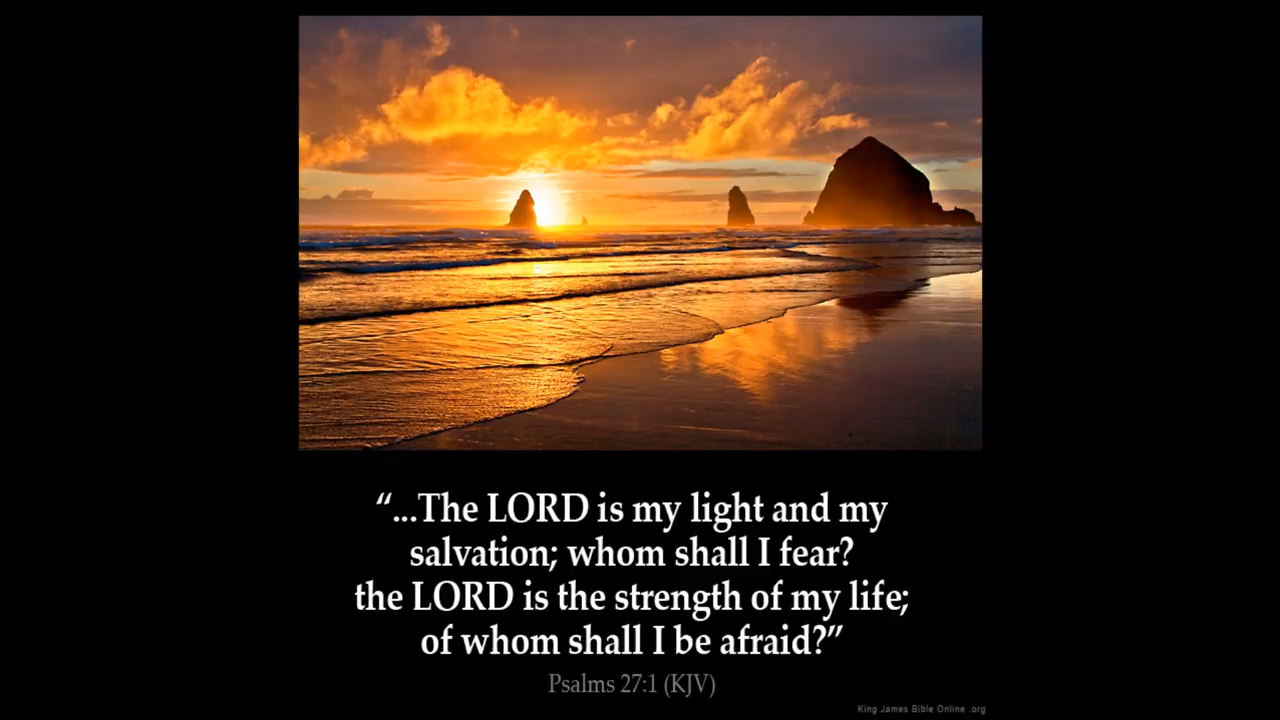 “...The LORD is my light and my
salvation; whom shall I fear?
the LORD is the strength of my life;
of whom shall I be afraid?”
Psalms 27:1 (KJV)
King James Bible Online .org